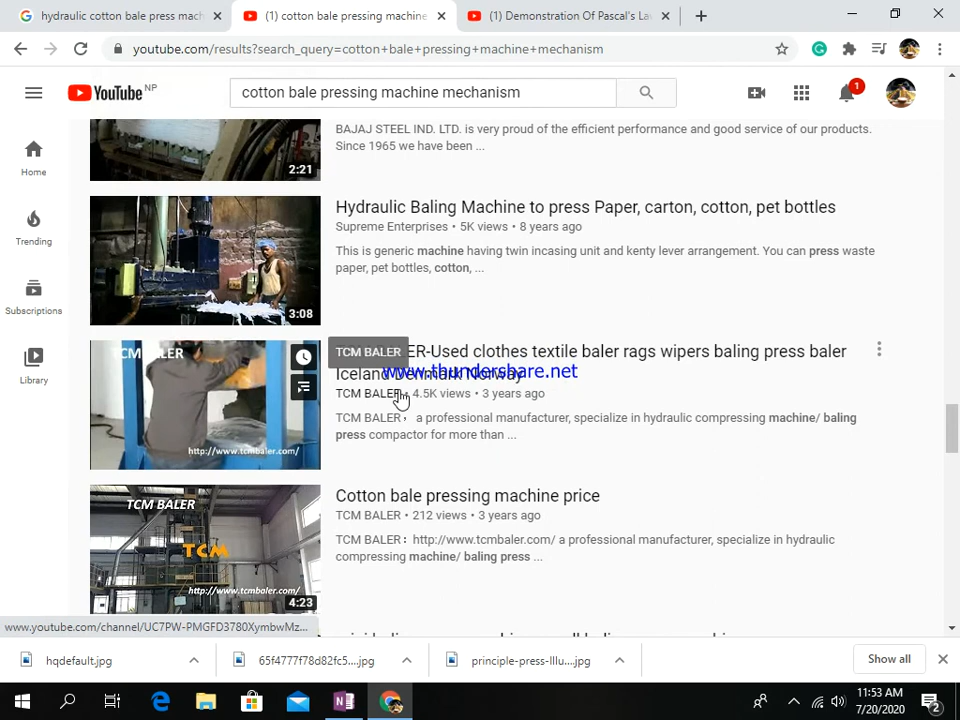 hydraulic cotton bale press mach
(1) cotton bale pressing machine
(1) Demonstration Of Pascal's La
youtube.com/results?search_query=cotton+bale+pressing+machine+mechanism
YouTube NP
cotton bale pressing machine mechanism
1
Home
Trending
Subscriptions
Library
2:21
BAJAJ STEEL IND. LTD. is very proud of the efficient performance and good service of our products.
Since 1965 we have been ...
3:08
Hydraulic Baling Machine to press Paper, carton, cotton, pet bottles
Supreme Enterprises • 5K views • 8 years ago
This is generic machine having twin incasing unit and kenty lever arrangement. You can press waste
paper, pet bottles, cotton, ...
http://www.tcmbaler.com/
TCM BALER
ER-Used clothes textile baler rags wipers baling press baler
Iceland Denmark Norway
www.thundershare.net
TCM BALER • 4.5K views • 3 years ago
TCM BALER： a professional manufacturer, specialize in hydraulic compressing machine/ baling
press compactor for more than ...
TCM BALER
TCM
http://www.tcmbaler.com/
4:23
Cotton bale pressing machine price
TCM BALER • 212 views • 3 years ago
TCM BALER：http://www.tcmbaler.com/ a professional manufacturer, specialize in hydraulic
compressing machine/ baling press ...
www.youtube.com/channel/UC7PW-PMGFD3780XymbwMz...
hqdefault.jpg
65f4777f78d82fc5....jpg
principle-press-Illu....jpg
Show all
11:53 AM
7/20/2020
2